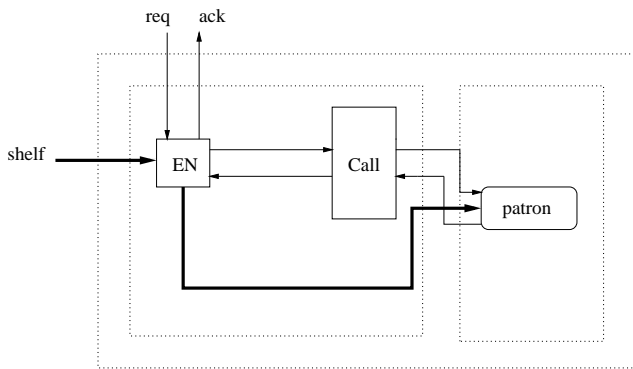 req ack
shelf
EN
Call
patron